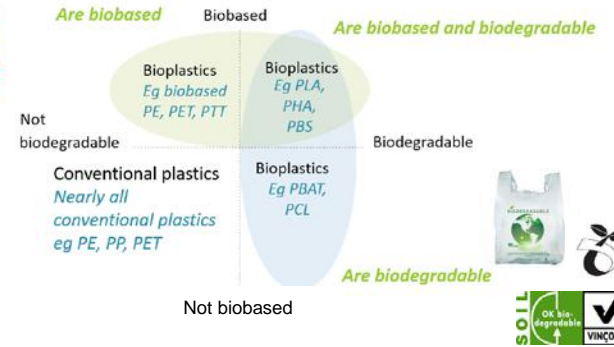 Are biobased
Biobased
Are biobased and biodegradable
Bioplastics
Eg biobased
PE, PET, PTT
Bioplastics
Eg PLA,
PHA,
PBS
Not
biodegradable
Biodegradable
Conventional plastics
Nearly all
conventional plastics
eg PE, PP, PET
Bioplastics
Eg PBAT,
PCL
BIODEGRADABLE
Are biodegradable
Not biobased
SOIL
OK bio-
degradable
VINÇO